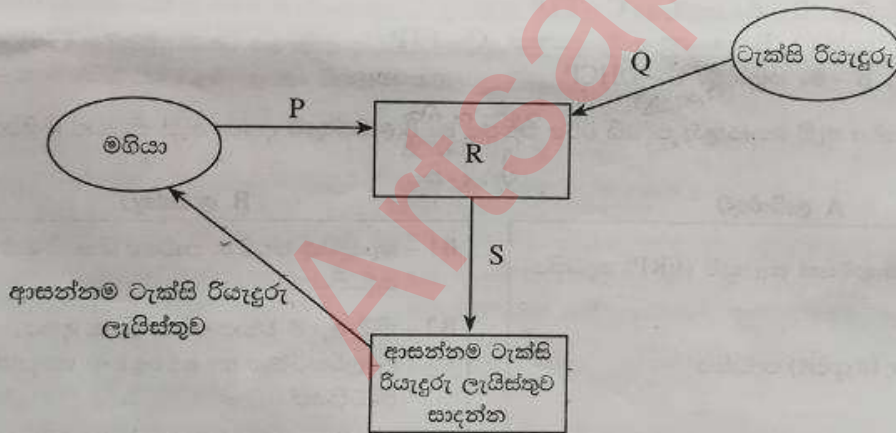 ටැක්සි රියැදුරු
Q
P
මගියා
R
S
ආසන්නම ටැක්සි රියැදුරු
ලැයිස්තුව
ආසන්නම ටැක්සි
රියැදුරු ලැයිස්තුව
සාදන්න